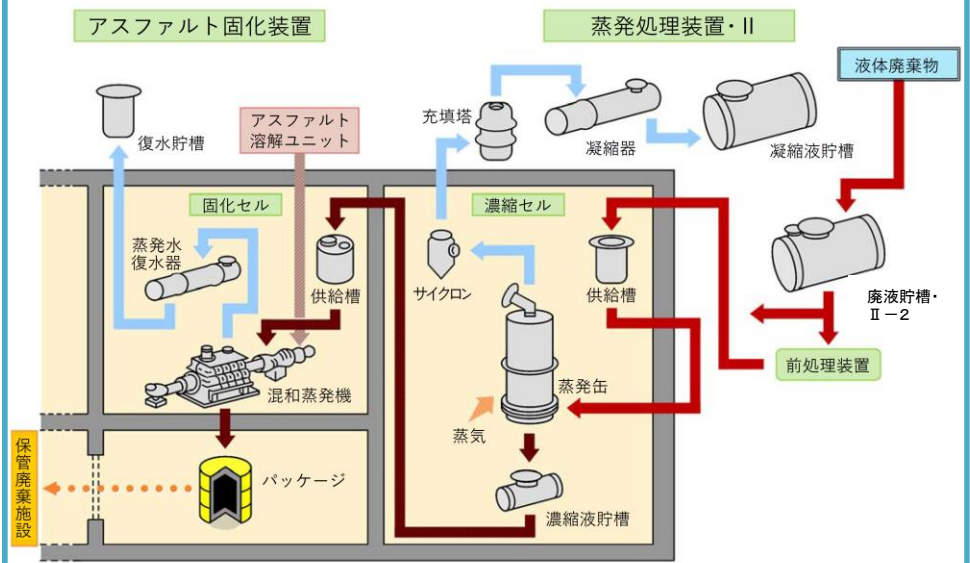 アスファルト固化装置
蒸発処理装置・Ⅱ
液体廃棄物
復水貯槽
アスファルト
溶解ユニット
充填塔
凝縮器
凝縮液貯槽
固化セル
濃縮セル
蒸発水
復水器
供給槽
サイクロン
供給槽
廃液貯槽・
Ⅱ－2
混和蒸発機
蒸発缶
前処理装置
蒸気
保管廃棄施設
パッケージ
濃縮液貯槽